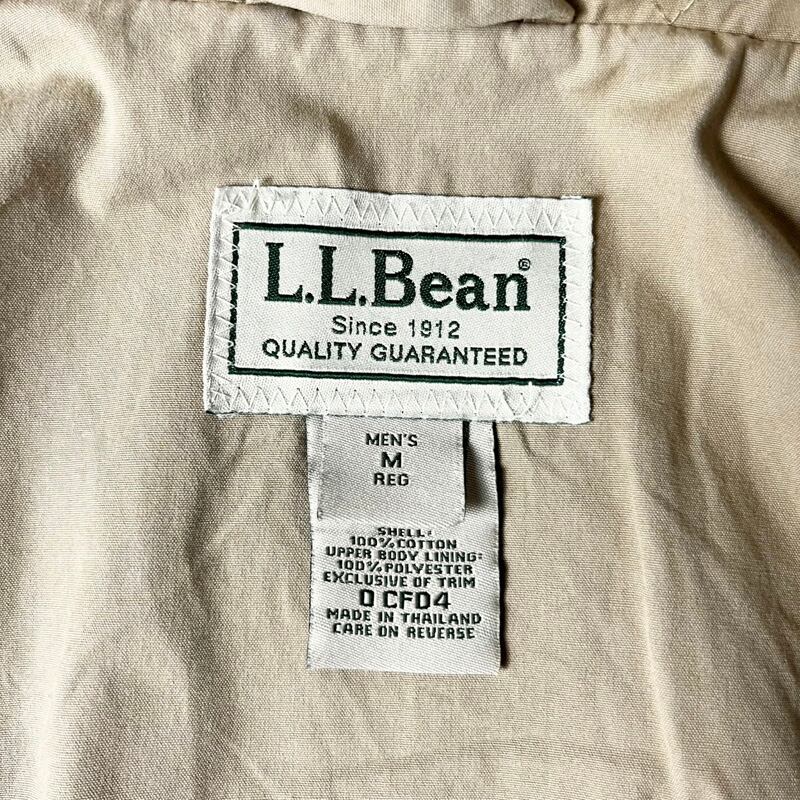 L.L.Bean®
Since 1912
QUALITY GUARANTEED
MEN'S
M
REG
SHELL:
100% COTTON
UPPER BODY LINING:
100% POLYESTER
EXCLUSIVE OF TRIM
0 CFD4
MADE IN THAILAND
CARE ON REVERSE